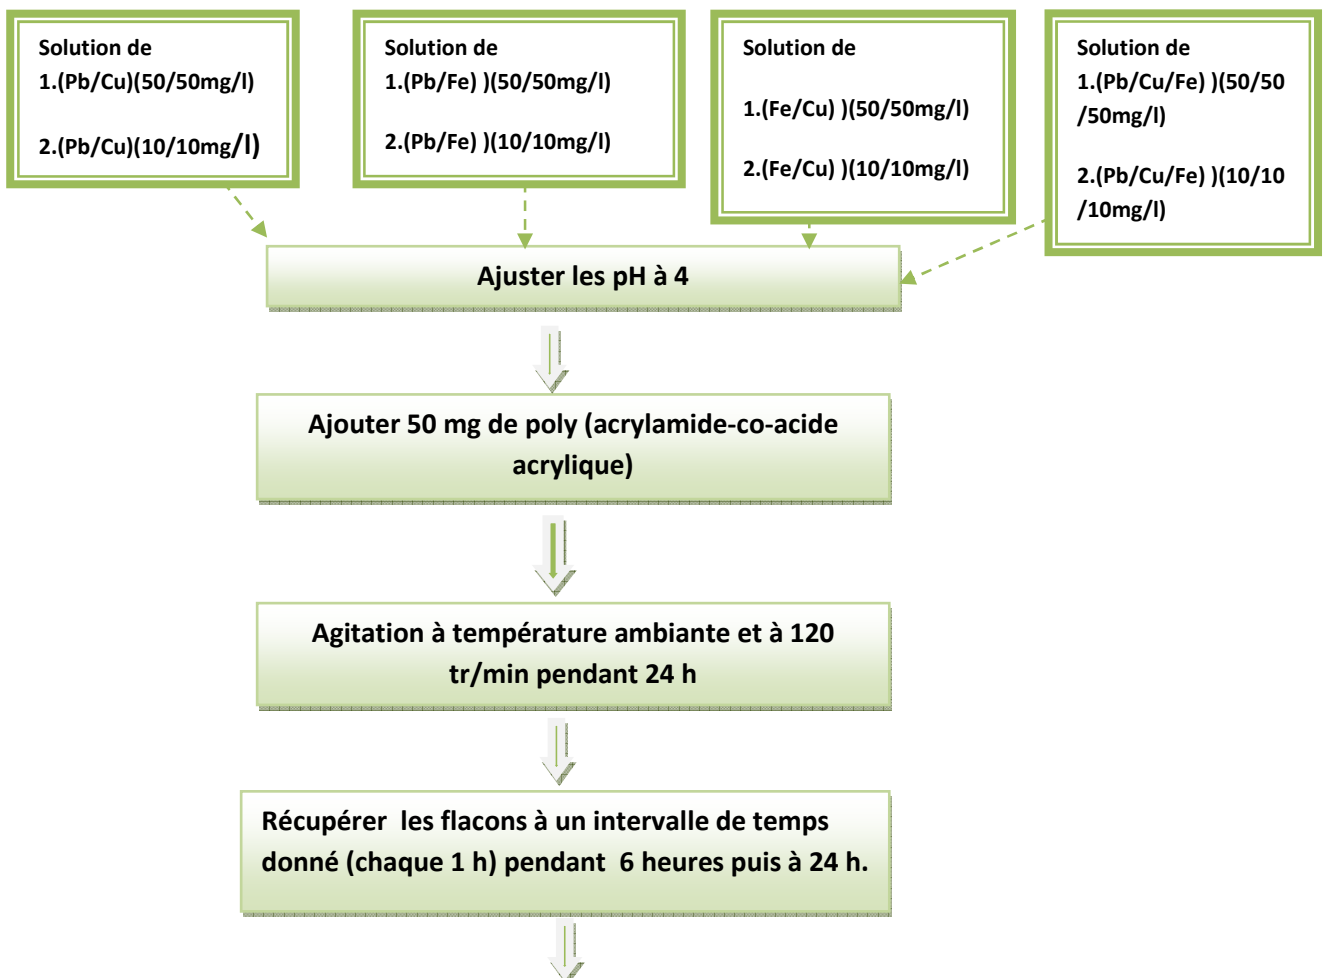 Solution de
1.(Pb/Cu)(50/50mg/l)
2.(Pb/Cu)(10/10mg/l)
Solution de
1.(Pb/Fe) )(50/50mg/l)
2.(Pb/Fe) )(10/10mg/l)
Solution de
1.(Fe/Cu) )(50/50mg/l)
2.(Fe/Cu) )(10/10mg/l)
Solution de
1.(Pb/Cu/Fe) )(50/50
/50mg/l)
2.(Pb/Cu/Fe) )(10/10
/10mg/l)
Ajuster les pH à 4
Ajouter 50 mg de poly (acrylamide-co-acide
acrylique)
Agitation à température ambiante et à 120
tr/min pendant 24 h
Récupérer les flacons à un intervalle de temps
donné (chaque 1 h) pendant 6 heures puis à 24 h.